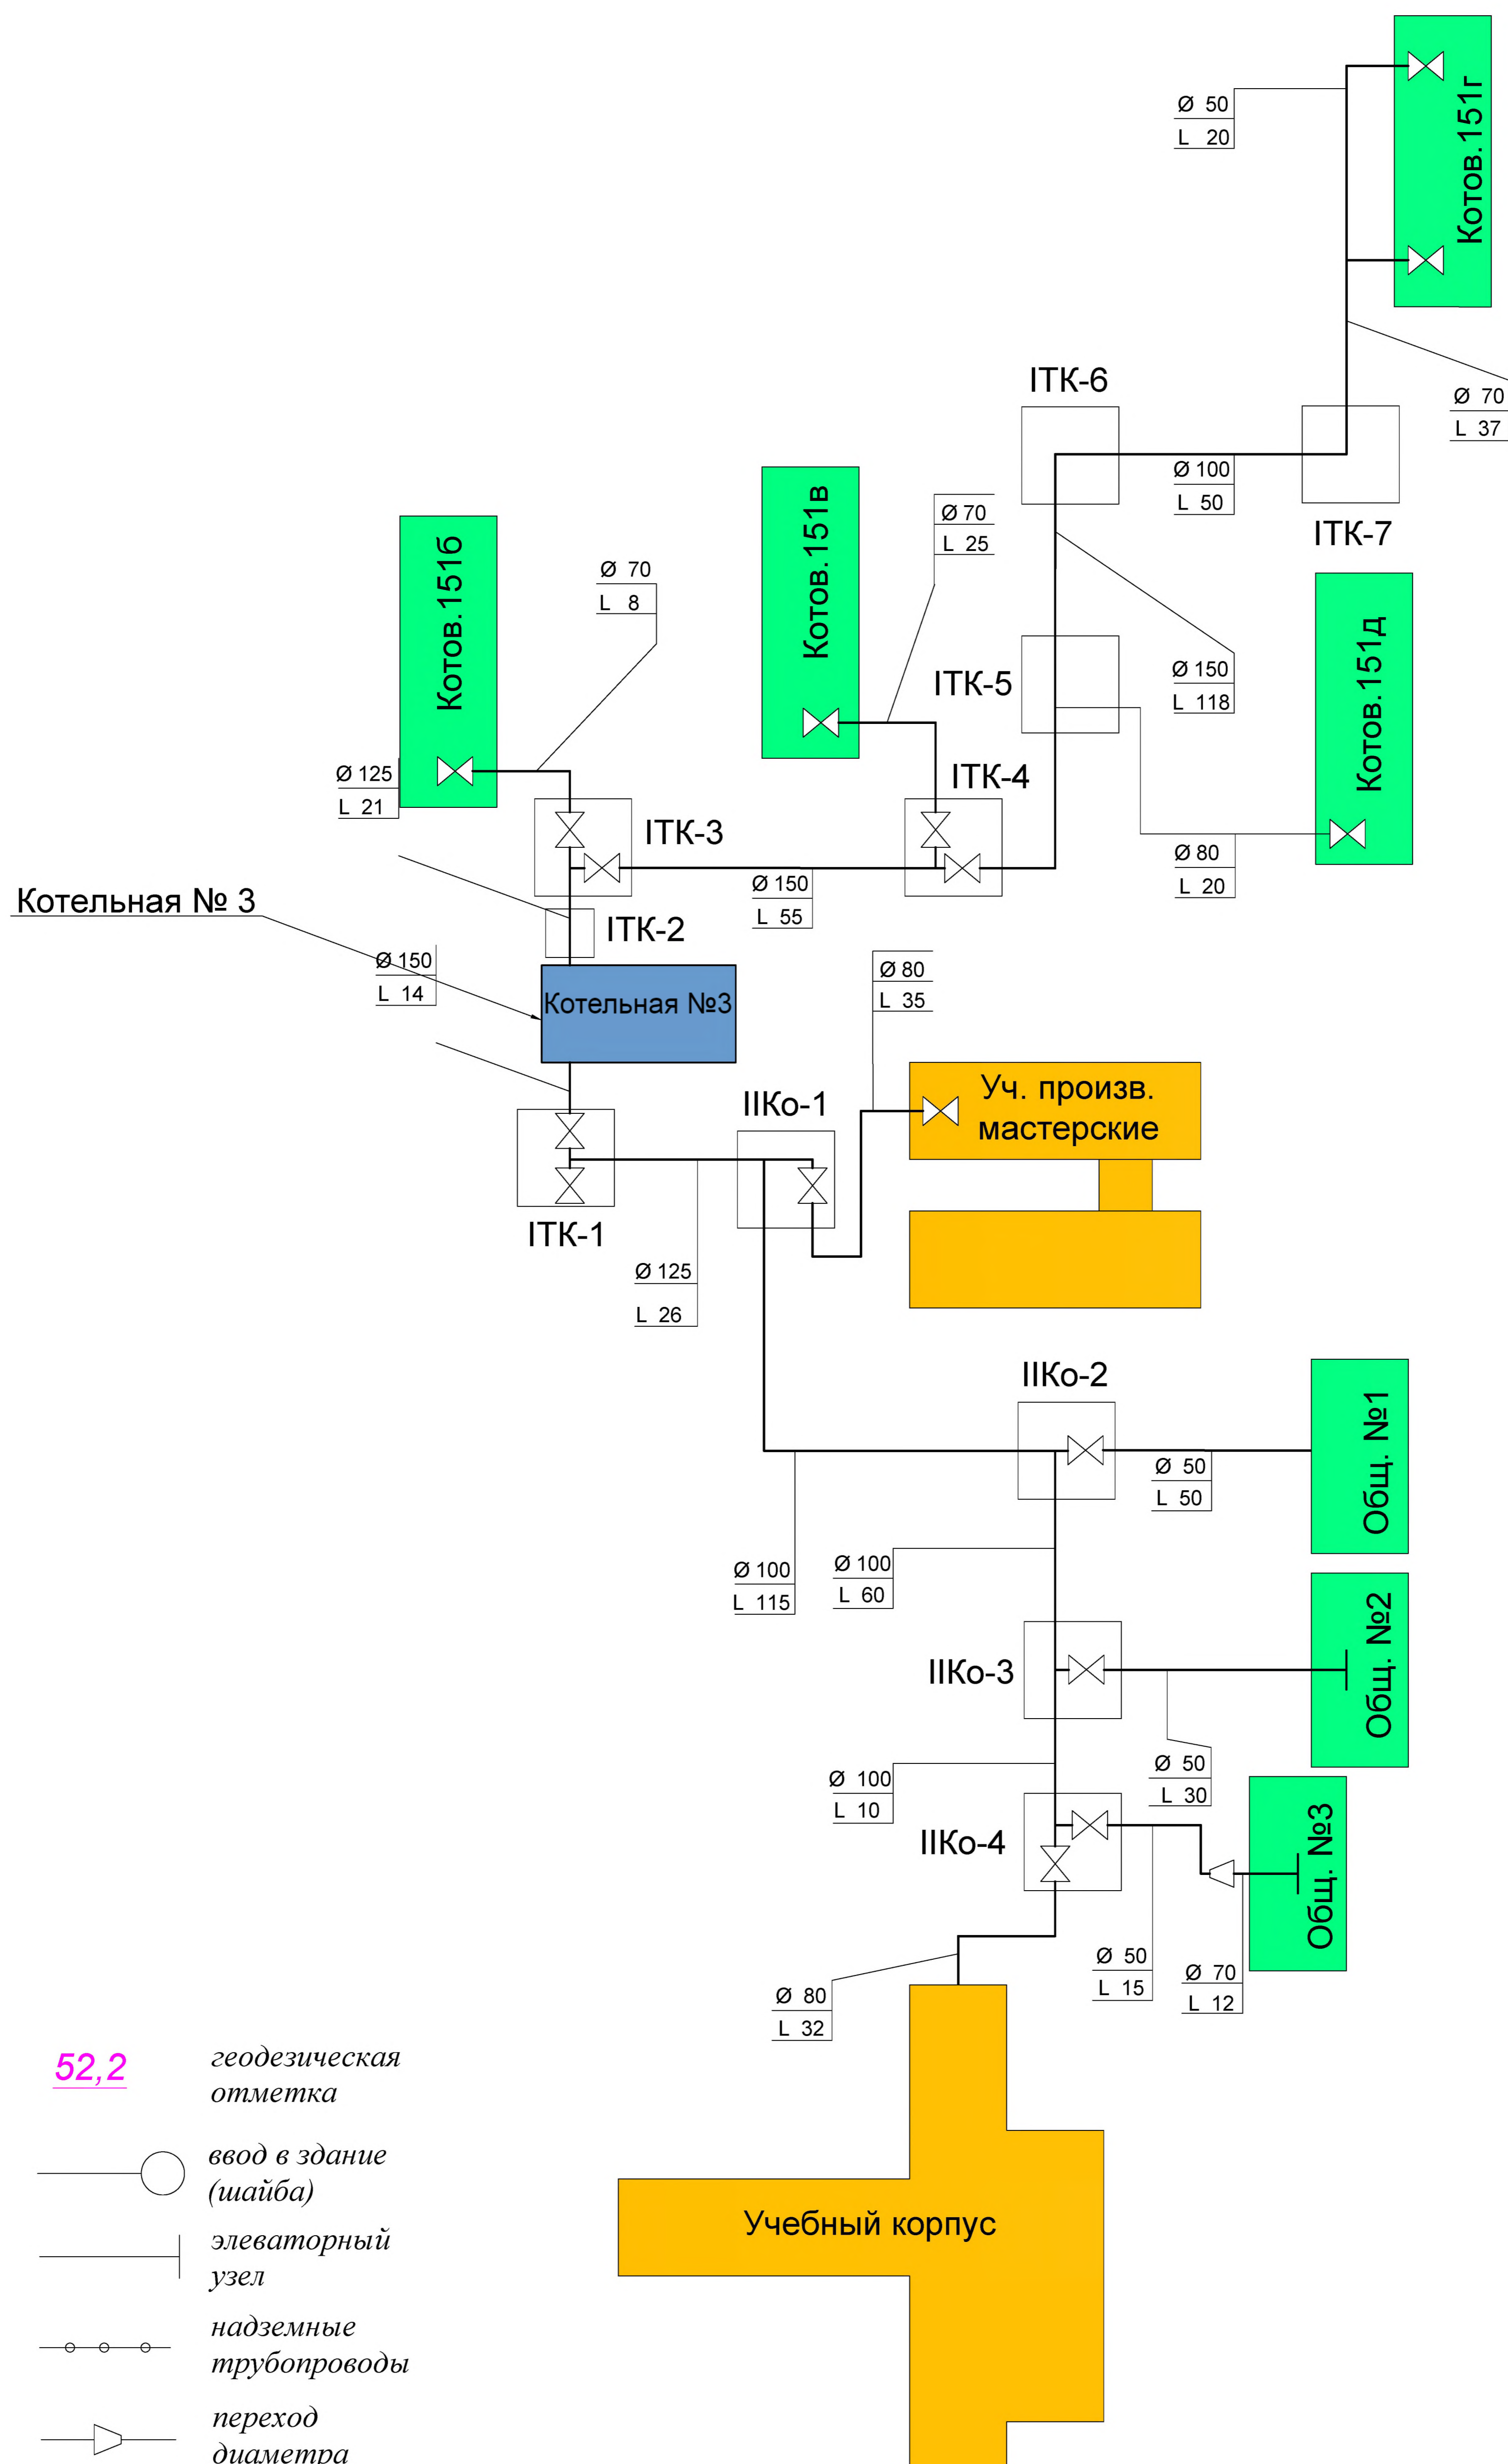 Котов.151г
Ø 50
L 20
Ø 70
L 37
ІТК-6
Ø 100
L 50
ІТК-7
Котов.151в
Ø 70
L 25
Котов.151б
Ø 70
L 8
Котов.151д
ІТК-5
Ø 150
L 118
Ø 125
L 21
ІТК-4
ІТК-3
Ø 150
L 55
Ø 80
L 20
Котельная № 3
ІТК-2
Ø 150
L 14
Котельная №3
Ø 80
L 35
Уч. произв.
мастерские
ІІКо-1
ІТК-1
Ø 125
L 26
ІІКо-2
Общ. №1
Ø 50
L 50
Ø 100
L 115
Ø 100
L 60
Общ. №2
ІІКо-3
Ø 50
L 30
Ø 100
L 10
ІІКо-4
Общ. №3
Ø 50
L 15
Ø 70
L 12
Ø 80
L 32
Учебный корпус
52,2
геодезическая
отметка
ввод в здание
(шайба)
элеваторный
узел
надземные
трубопроводы
переход
диаметра